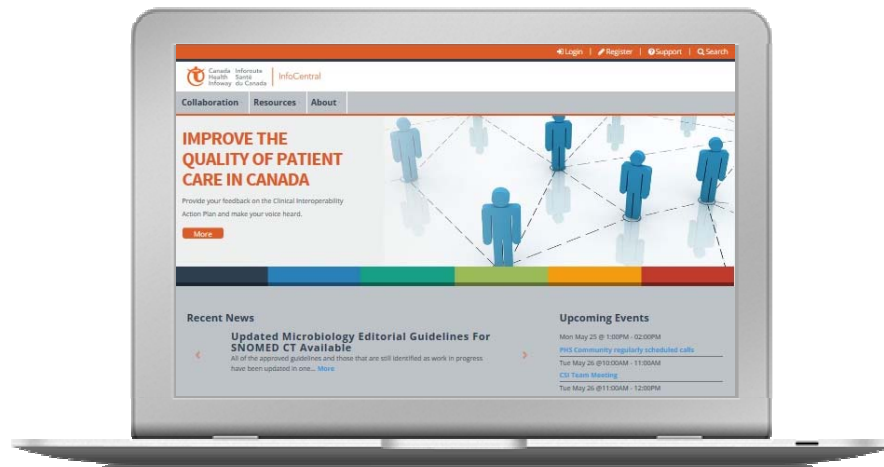 Login | Register | Support | Search
Canada Inforoute
Health Santé
Infoway du Canada
InfoCentral
Collaboration Resources About
IMPROVE THE
QUALITY OF PATIENT
CARE IN CANADA
Provide your feedback on the Clinical Interoperability
Action Plan and make your voice heard.
More
Recent News
Updated Microbiology Editorial Guidelines For
SNOMED CT Available
All of the approved guidelines and those that are still identified as work in progress
have been updated in one... More
Upcoming Events
Mon May 25 @ 1:00PM - 02:00PM
PHS Community regularly scheduled calls
Tue May 26 @10:00AM - 11:00AM
CSI Team Meeting
Tue May 26 @11:00AM - 12:00PM